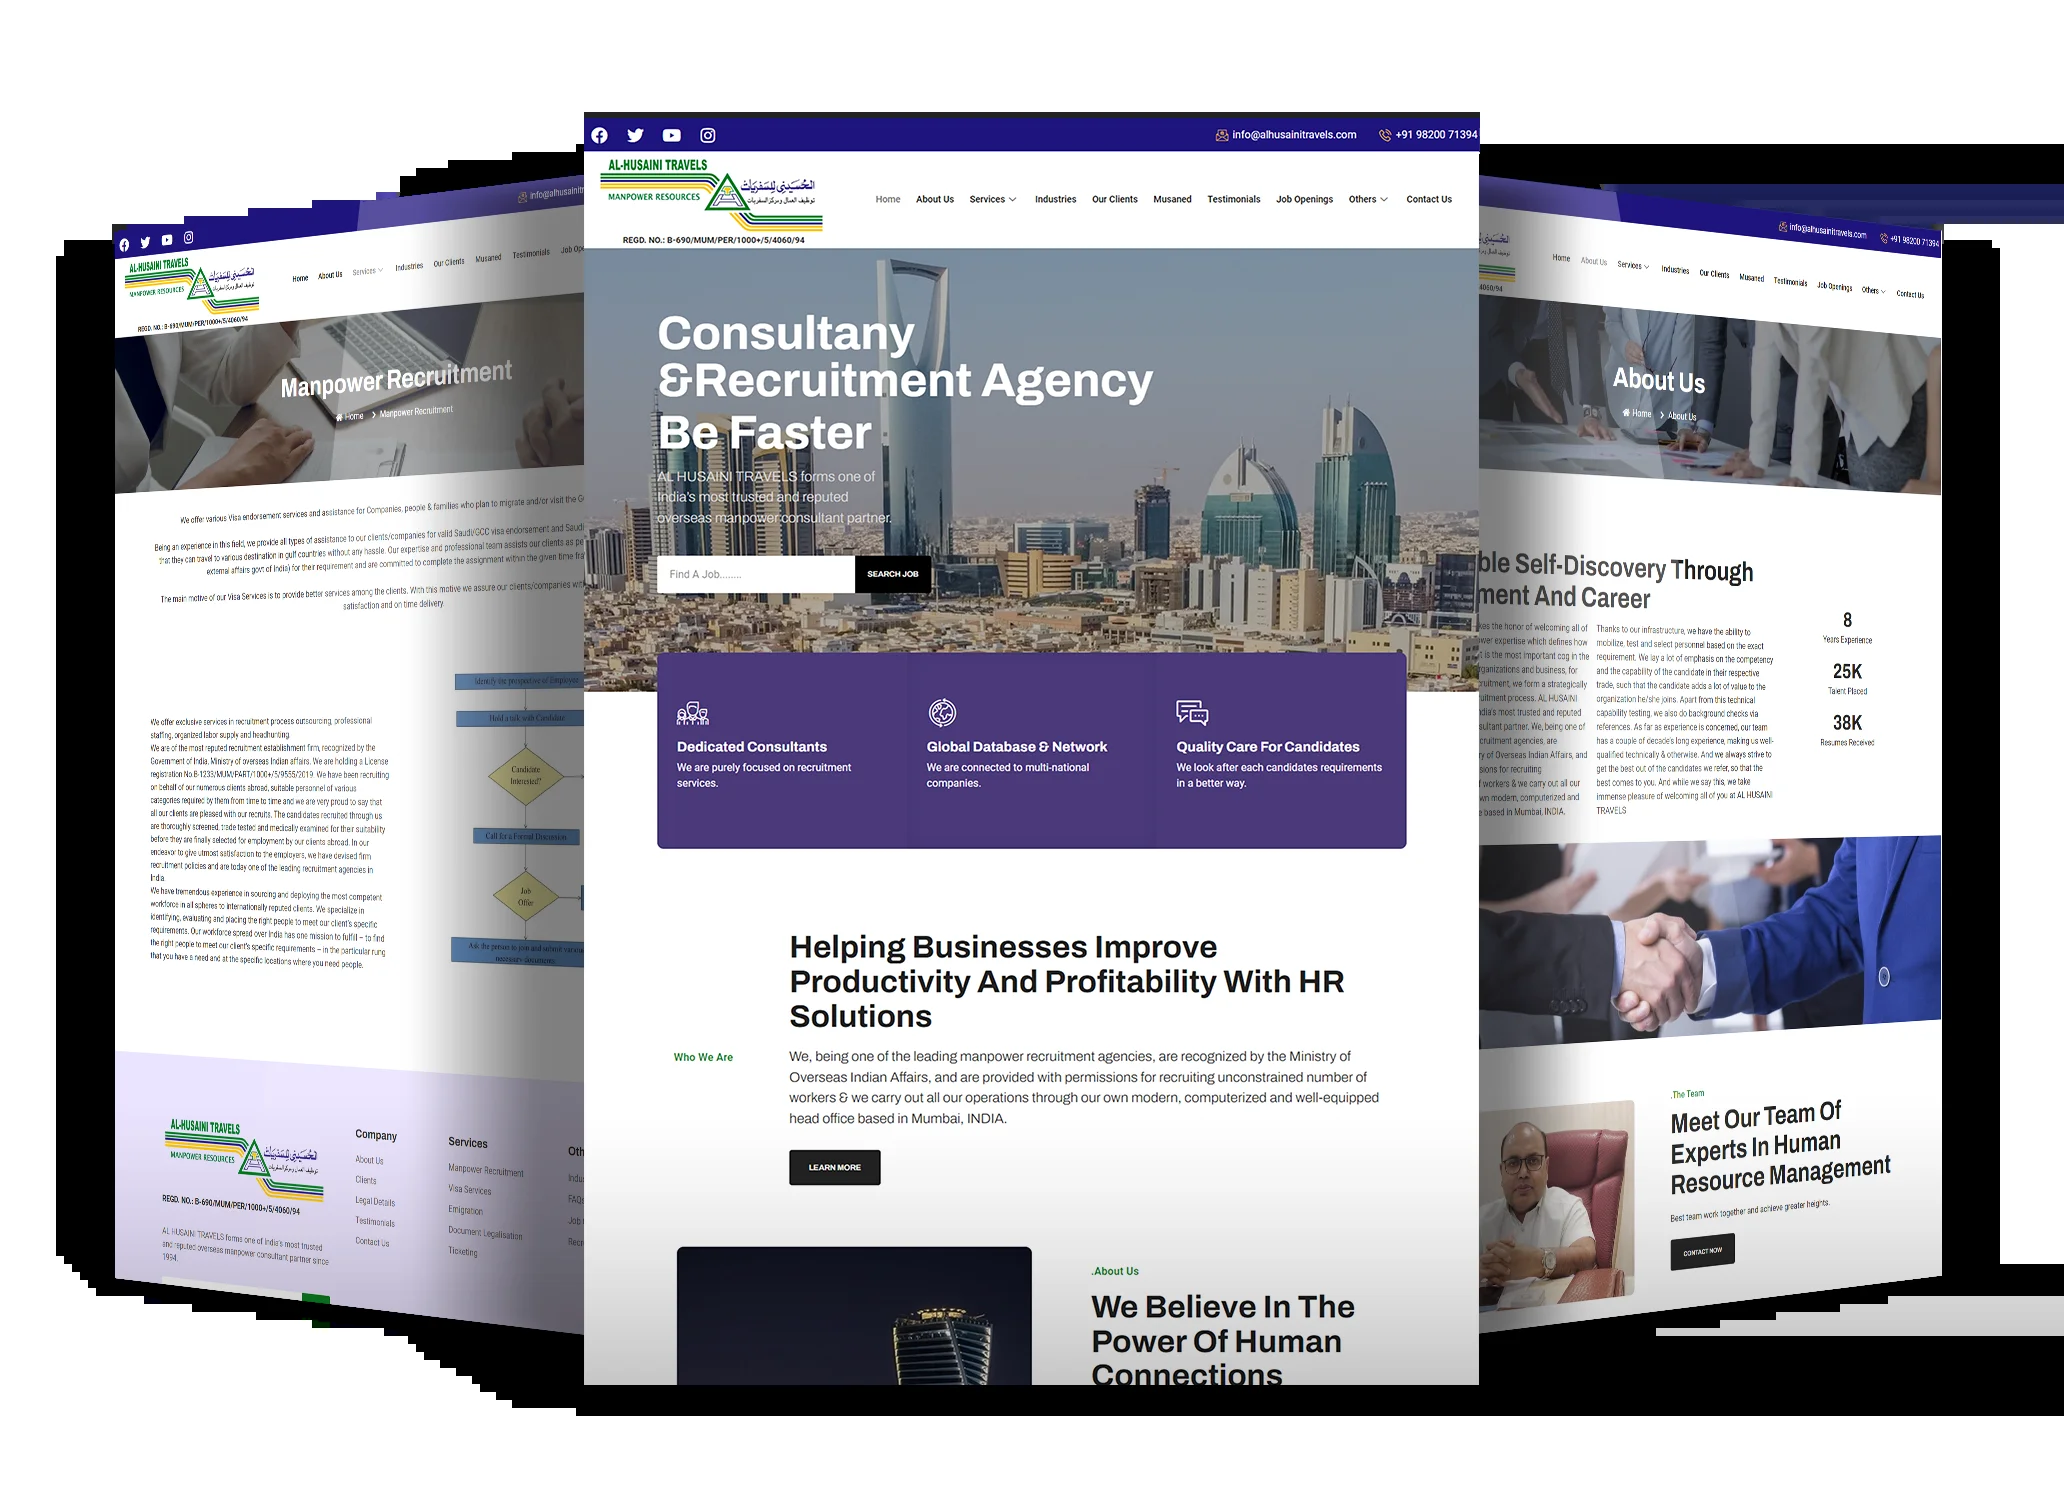 info@alhusainitravels.com
+91 98200 71394
AL-HUSAINI TRAVELS
MANPOWER RESOURCES
الحُسَيْنِي لِلسَفَرِيَات
توظيف العمال ومركز السفريات
REGD. NO.: B-690/MUM/PER/1000+/5/4060/94
Home
About Us
Services
Industries
Our Clients
Musaned
Testimonials
Job Openings
Others
Contact Us
Consultany
&Recruitment Agency
Be Faster
AL HUSAINI TRAVELS forms one of
India's most trusted and reputed
overseas manpower consultant partner.
Find A Job........
SEARCH JOB
Dedicated Consultants
We are purely focused on recruitment
services.
Global Database & Network
We are connected to multi-national
companies.
Quality Care For Candidates
We look after each candidates requirements
in a better way.
Helping Businesses Improve
Productivity And Profitability With HR
Solutions
Who We Are
We, being one of the leading manpower recruitment agencies, are recognized by the Ministry of
Overseas Indian Affairs, and are provided with permissions for recruiting unconstrained number of
workers & we carry out all our operations through our own modern, computerized and well-equipped
head office based in Mumbai, INDIA.
LEARN MORE
.About Us
We Believe In The
Power Of Human
Connections
info@alhusainitr
AL-HUSAINI TRAVELS
MANPOWER RESOURCES
الحُسَيْنِي لِلسَفَرِيَات
توظيف العمال ومركز السفريات
REGD. NO.: B-690/MUM/PER/1000+/5/4060/94
Home
About Us
Services
Industries
Our Clients
Musaned
Testimonials
Job Ope
Manpower Recruitment
Home
Manpower Recruitment
We offer various Visa endorsement services and assistance for Companies, people & families who plan to migrate and/or visit the G
Being an experience in this field, we provide all types of assistance to our clients/companies for valid Saudi/GCC visa endorsement and Saudi
that they can travel to various destination in gulf countries without any hassle. Our expertise and professional team assists our clients as pe
external affairs govt of India) for their requirement and are committed to complete the assignment within the given time fra
The main motive of our Visa Services is to provide better services among the clients. With this motive we assure our clients/companies wit
satisfaction and on time delivery.
We offer exclusive services in recruitment process outsourcing, professional
staffing, organized labor supply and headhunting.
We are of the most reputed recruitment establishment firm, recognized by the
Government of India, Ministry of overseas Indian affairs. We are holding a License
registration No.B-1233/MUM/PART/1000+/5/9555/2019. We have been recruiting
on behalf of our numerous clients abroad, suitable personnel of various
categories required by them from time to time and we are very proud to say that
all our clients are pleased with our recruits. The candidates recruited through us
are thoroughly screened, trade tested and medically examined for their suitability
before they are finally selected for employment by our clients abroad. In our
endeavor to give utmost satisfaction to the employers, we have devised firm
recruitment policies and are today one of the leading recruitment agencies in
India.
We have tremendous experience in sourcing and deploying the most competent
workforce in all spheres to internationally reputed clients. We specialize in
identifying, evaluating and placing the right people to meet our client's specific
requirements. Our workforce spread over India has one mission to fulfill – to find
the right people to meet our client's specific requirements – in the particular rung
that you have a need and at the specific locations where you need people.
Identify the prospective of Employee
Hold a talk with Candidate
Candidate
Interested?
Call for a Formal Discussion
Job
Offer
Ask the person to join and submit various
necessary documents
AL-HUSAINI TRAVELS
MANPOWER RESOURCES
الحُسَيْنِي لِلسَفَرِيَات
توظيف العمال ومركز السفريات
REGD. NO.: B-690/MUM/PER/1000+/5/4060/94
AL HUSAINI TRAVELS forms one of India's most trusted
and reputed overseas manpower consultant partner since
1994.
Company
About Us
Clients
Legal Details
Testimonials
Contact Us
Services
Manpower Recruitment
Visa Services
Emigration
Document Legalisation
Ticketing
Oth
Indus
FAQs
Job
Recr
info@alhusainitravels.com
+91 98200 71394
4060/94
Home
About Us
Services
Industries
Our Clients
Musaned
Testimonials
Job Openings
Others
Contact Us
About Us
Home
About Us
ble Self-Discovery Through
ment And Career
kes the honor of welcoming all of
wer expertise which defines how
t is the most important cog in the
rganizations and business, for
ruitment, we form a strategically
uitment process. AL HUSAINI
ndia's most trusted and reputed
sultant partner. We, being one of
cruitment agencies, are
ry of Overseas Indian Affairs, and
sions for recruiting
f workers & we carry out all our
wn modern, computerized and
e based in Mumbai, INDIA.
Thanks to our infrastructure, we have the ability to
mobilize, test and select personnel based on the exact
requirement. We lay a lot of emphasis on the competency
and the capability of the candidate in their respective
trade, such that the candidate adds a lot of value to the
organization he/she joins. Apart from this technical
capability testing, we also do background checks via
references. As far as experience is concerned, our team
has a couple of decade's long experience, making us well-
qualified technically & otherwise. And we always strive to
get the best out of the candidates we refer, so that the
best comes to you. And while we say this, we take
immense pleasure of welcoming all of you at AL HUSAINI
TRAVELS
8
Years Experience
25K
Talent Placed
38K
Resumes Received
.The Team
Meet Our Team Of
Experts In Human
Resource Management
Best team work together and achieve greater heights.
CONTACT NOW